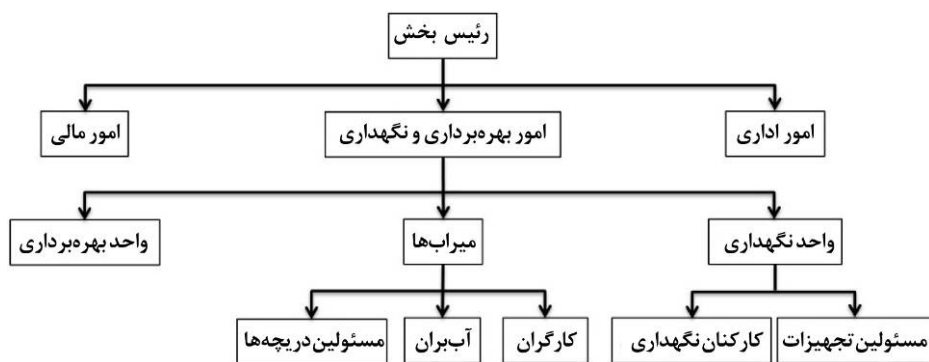 رئیس بخش
امور اداری
امور بهره‌برداری و نگهداری
امور مالی
واحد نگهداری
میراب‌ها
واحد بهره‌برداری
مسئولین تجهیزات
کارکنان نگهداری
کارگران
آب‌بران
مسئولین دریچه‌ها